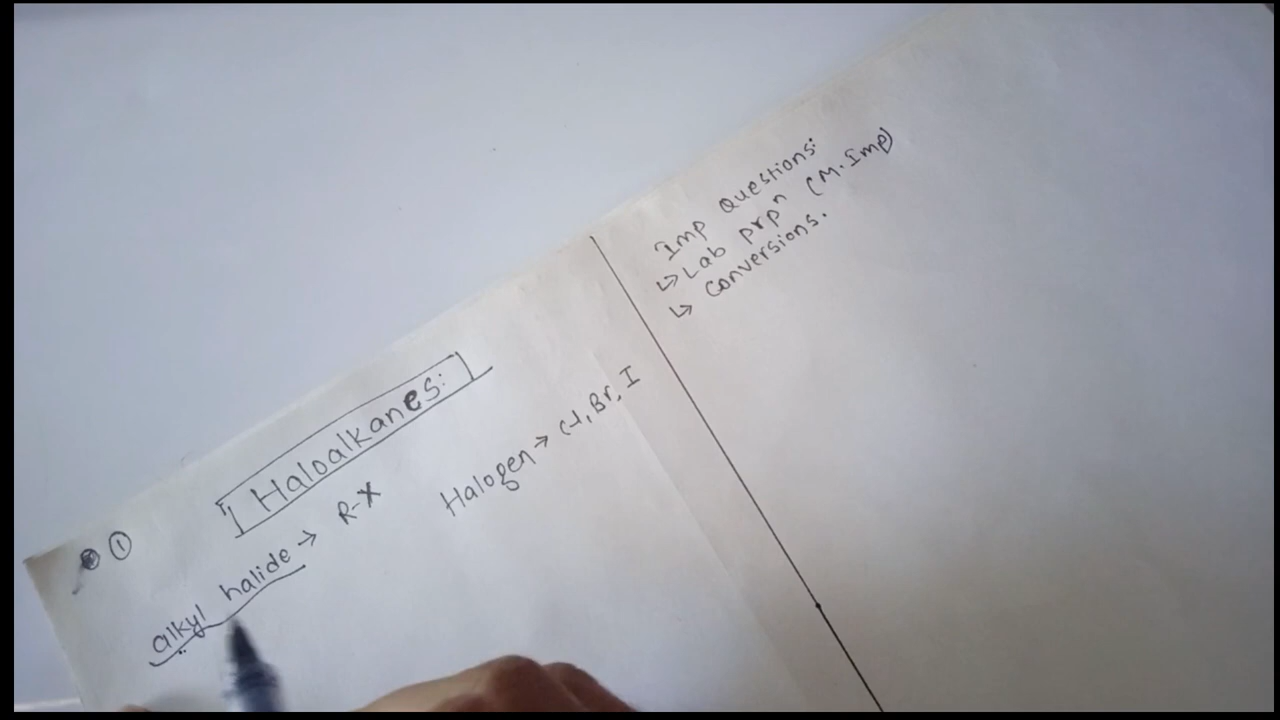 ① Haloalkanes:
alkyl halide → R-X
Halogen → Cl, Br, I
Imp Questions:
↳ Lab prpⁿ (M.Imp)
↳ Conversions.